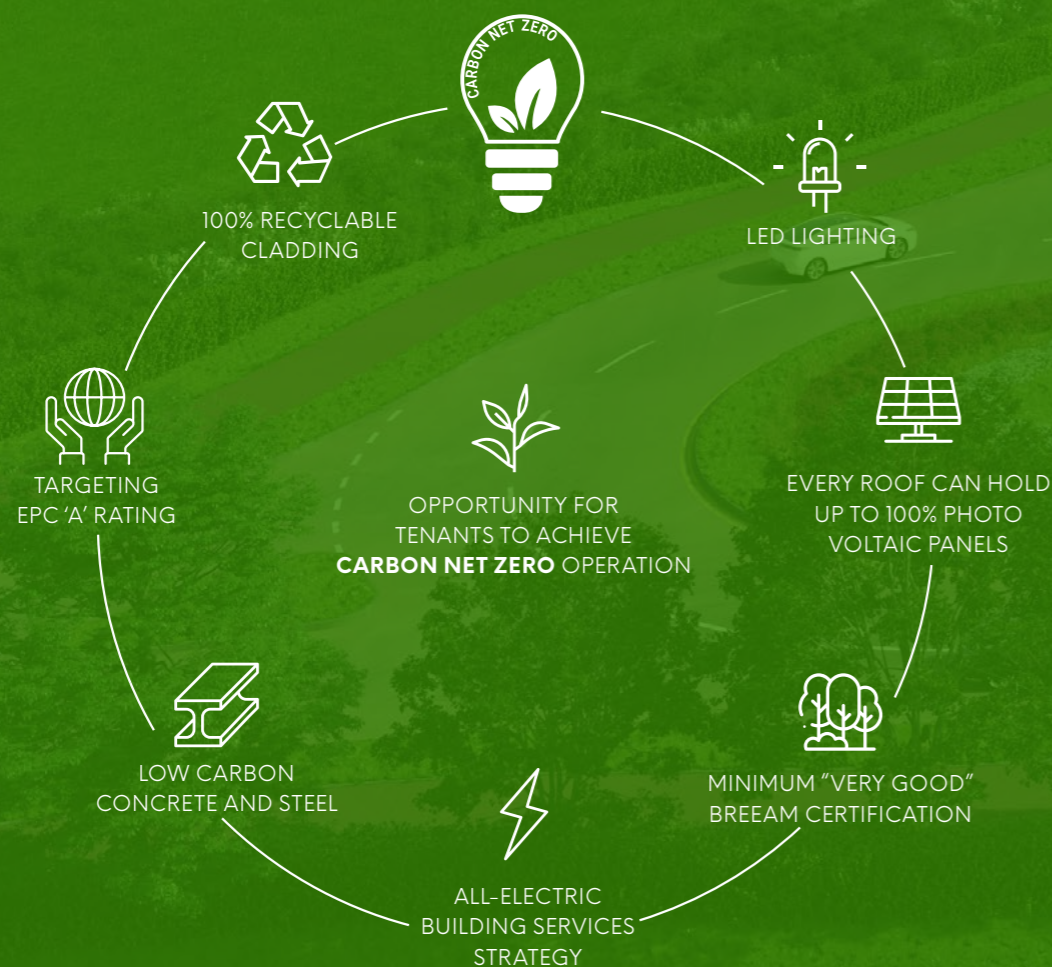 CARBON NET ZERO
100% RECYCLABLE
CLADDING
LED LIGHTING
TARGETING
EPC ‘A’ RATING
OPPORTUNITY FOR
TENANTS TO ACHIEVE
CARBON NET ZERO OPERATION
EVERY ROOF CAN HOLD
UP TO 100% PHOTO
VOLTAIC PANELS
LOW CARBON
CONCRETE AND STEEL
MINIMUM “VERY GOOD”
BREEAM CERTIFICATION
ALL-ELECTRIC
BUILDING SERVICES
STRATEGY